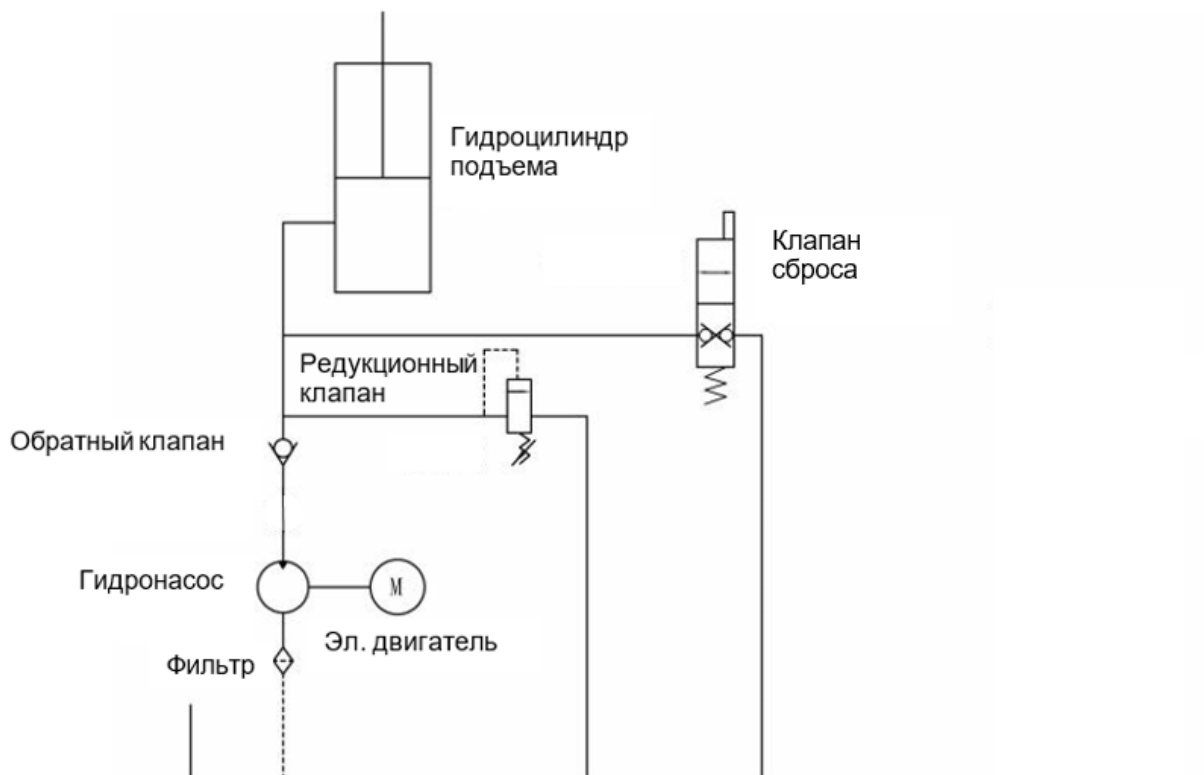 Гидроцилиндр
подъема
Клапан
сброса
Редукционный
клапан
Обратный клапан
Гидронасос
M
Эл. двигатель
Фильтр